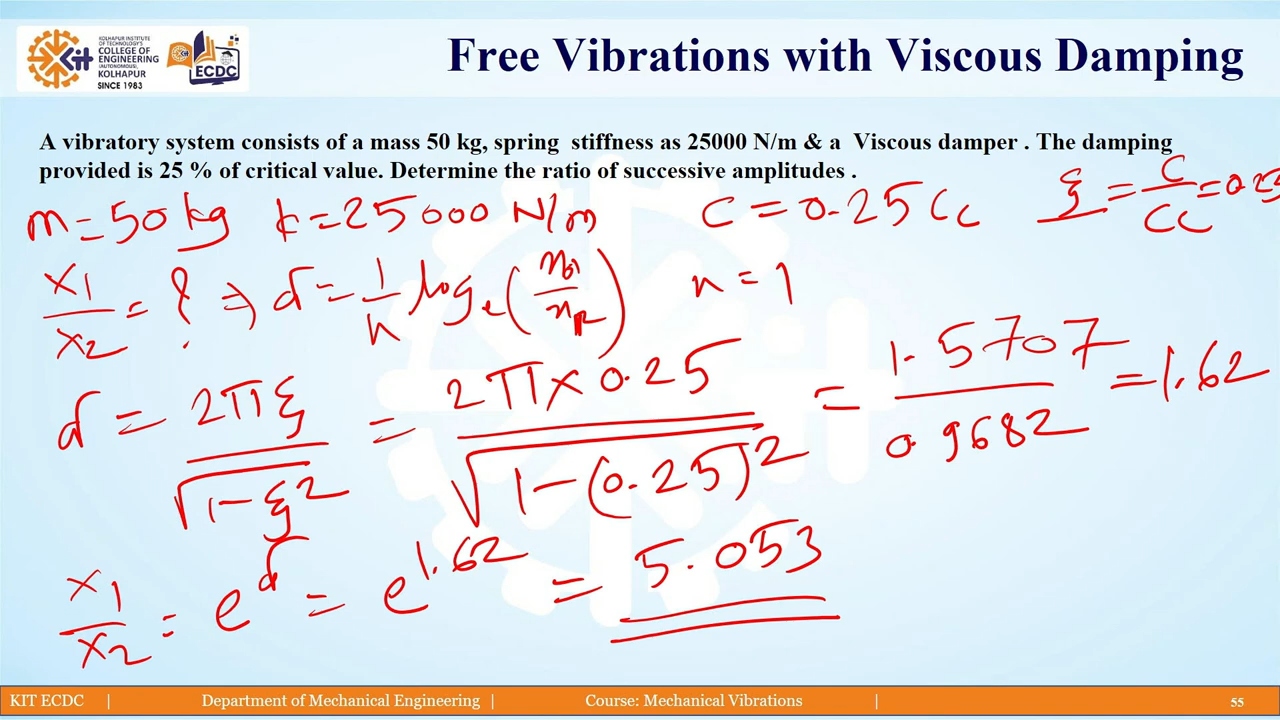 KOLHAPUR INSTITUTE
OF TECHNOLOGY'S
COLLEGE OF
ENGINEERING
(AUTONOMOUS),
KOLHAPUR
SINCE 1983
KiT
ECDC
Free Vibrations with Viscous Damping
A vibratory system consists of a mass 50 kg, spring stiffness as 25000 N/m & a Viscous damper . The damping
provided is 25 % of critical value. Determine the ratio of successive amplitudes .
m = 50 kg k = 25000 N/m C = 0.25 Cc ξ = C/Cc = 0.25
x1/x2 = ? ⇒ d = 1/n loge ( ) n = 1
d = 2πξ/√1-ξ2 = 2π x 0.25/√1-(0.25)2 = 1.5707/0.9682 = 1.62
x1/x2 = e^d = e^1.62 = 5.053
KIT ECDC | Department of Mechanical Engineering | Course: Mechanical Vibrations | 55